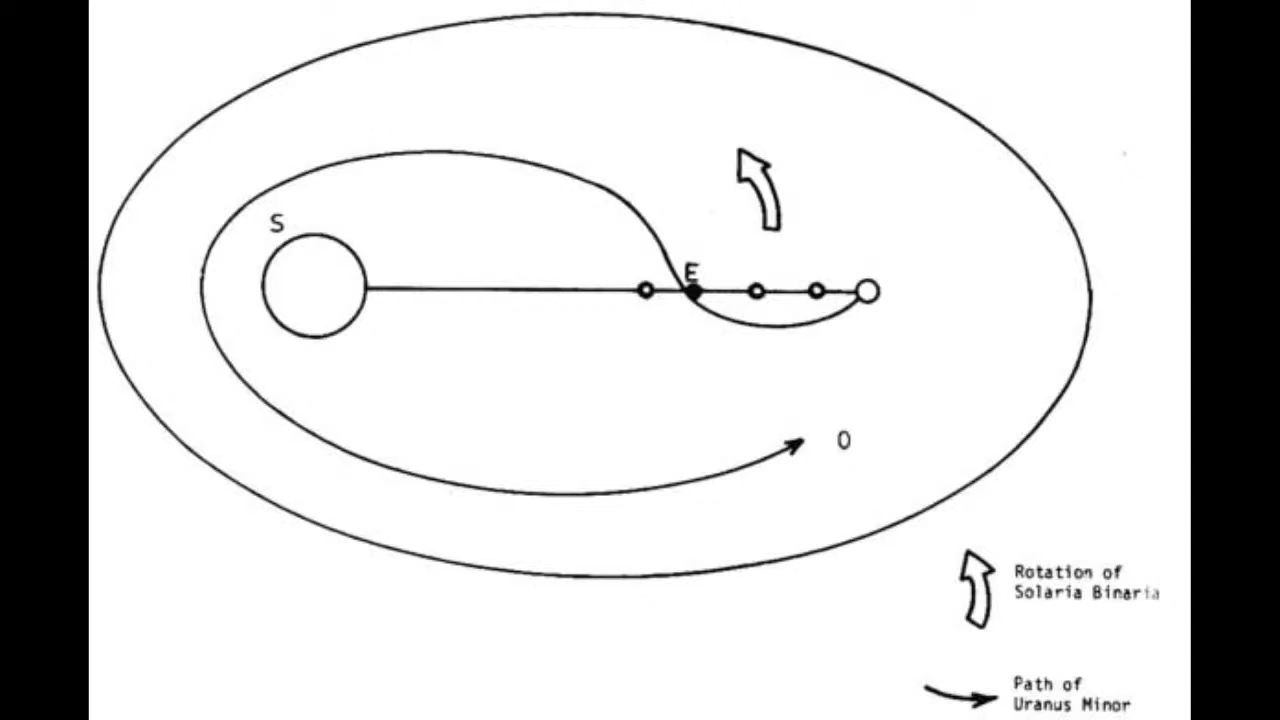 S
E
O
Rotation of
Solaria Binaria
Path of
Uranus Minor